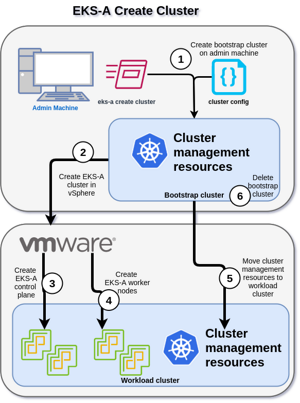 EKS-A Create Cluster
1
Create bootstrap cluster
on admin machine
Admin Machine
eks-a create cluster
cluster config
Cluster
management
resources
2
Create EKS-A
cluster in
vSphere
Bootstrap cluster
6
Delete
bootstrap
cluster
vmware®
Create
EKS-A
control
plane
3
Create
EKS-A worker
nodes
4
5
Move cluster
management
resources to
workload
cluster
Cluster
management
resources
Workload cluster